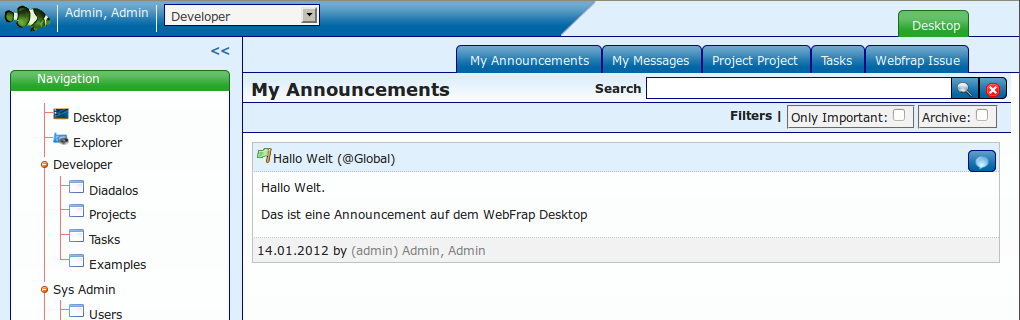 Admin, Admin
Developer
Desktop
<<
Navigation
Desktop
Explorer
Developer
Diadalos
Projects
Tasks
Examples
Sys Admin
Users
My Announcements My Messages Project Project Tasks Webfrap Issue
My Announcements Search
Filters | Only Important: Archive:
Hallo Welt (@Global)
Hallo Welt.
Das ist eine Announcement auf dem WebFrap Desktop
14.01.2012 by (admin) Admin, Admin